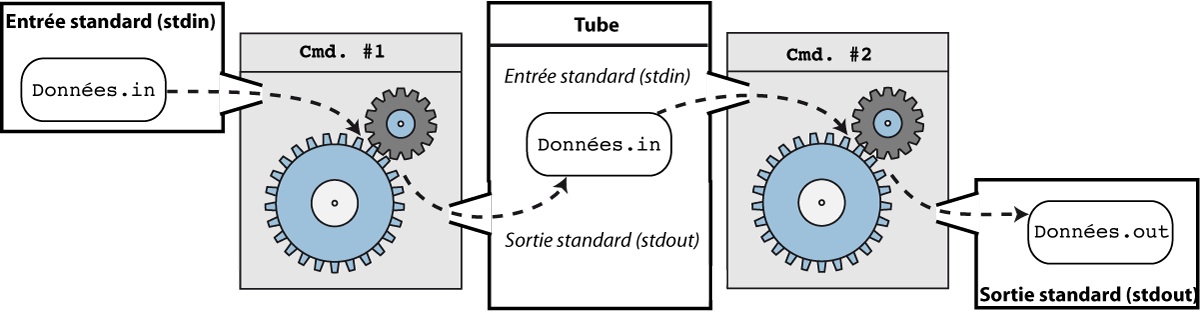 Entrée standard (stdin)
Données.in
Cmd. #1
Tube
Entrée standard (stdin)
Données.in
Sortie standard (stdout)
Cmd. #2
Données.out
Sortie standard (stdout)